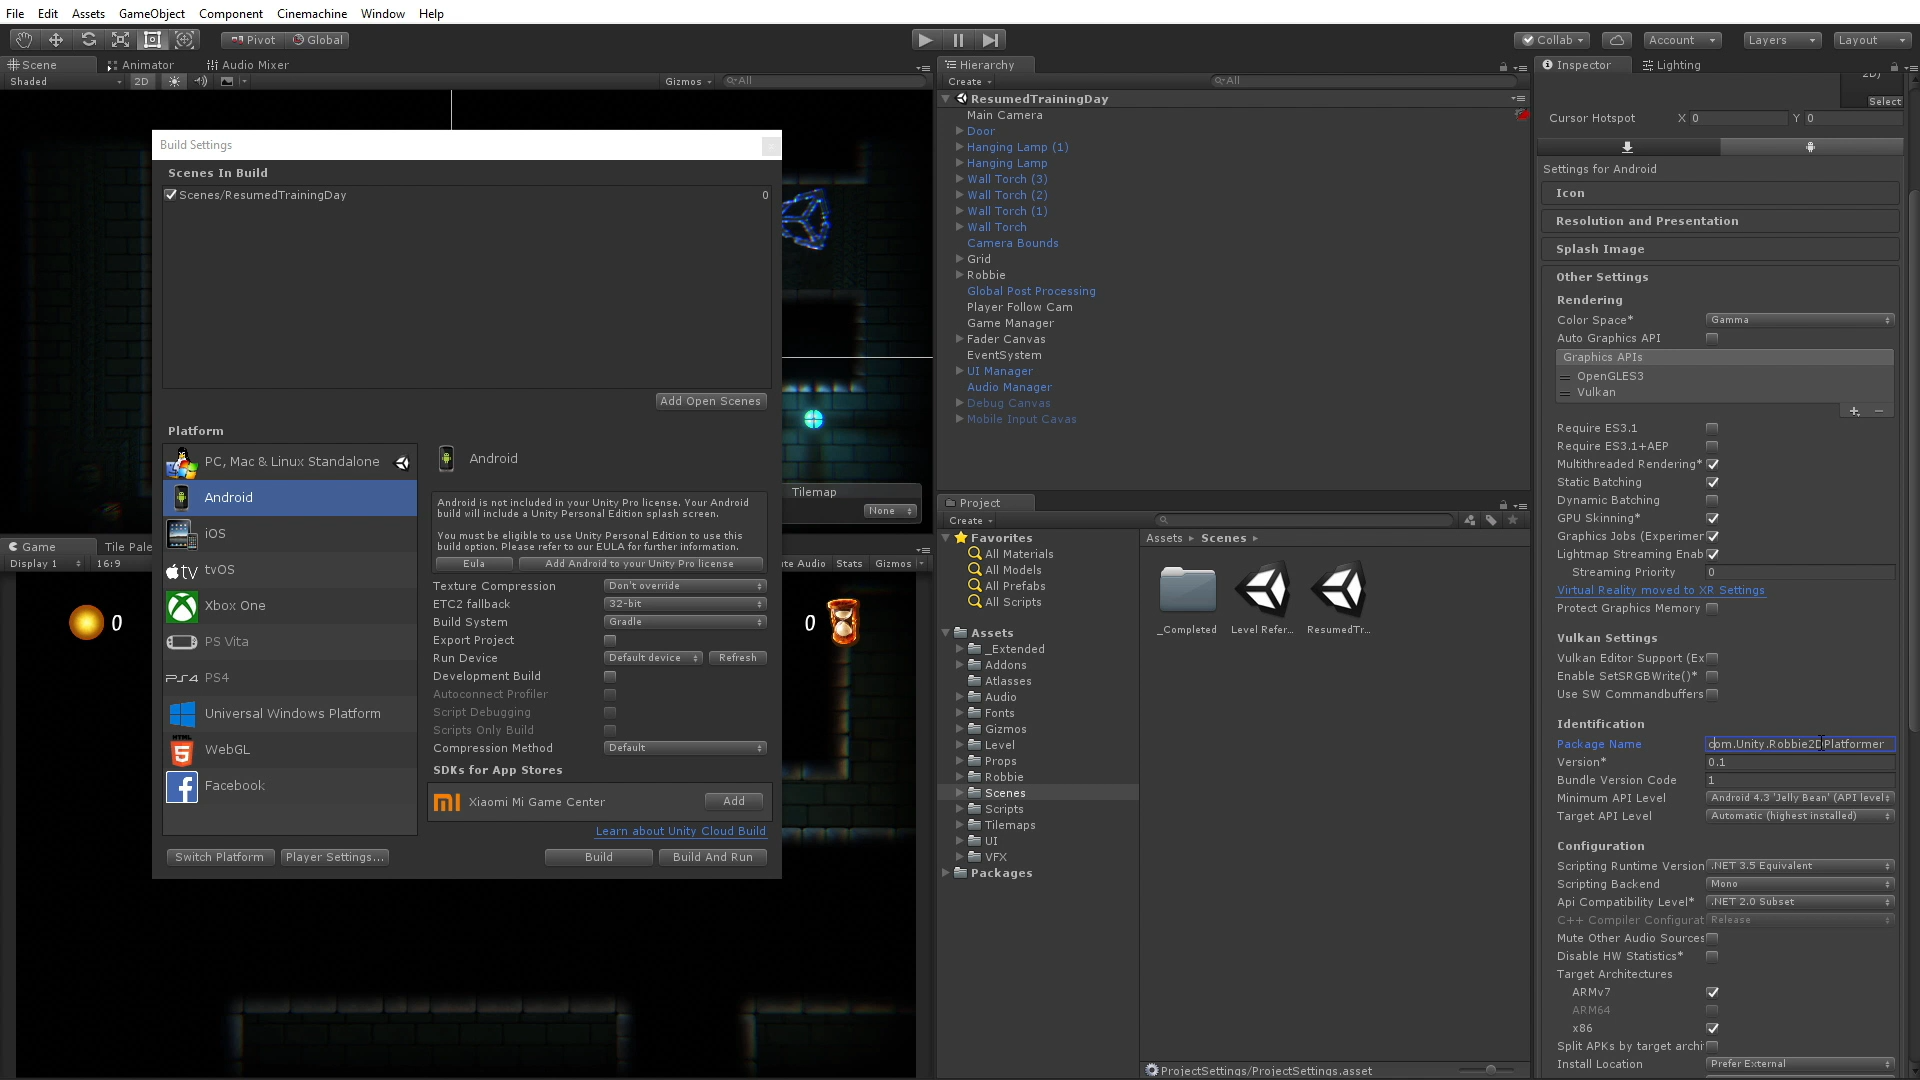 File Edit Assets GameObject Component Cinemachine Window Help
Pivot Global
Collab Account Layers Layout
Scene Animator Audio Mixer
Shaded 2D Gizmos All
Build Settings
Scenes In Build
Scenes/ResumedTrainingDay 0
Add Open Scenes
Platform
PC, Mac & Linux Standalone
Android
iOS
tv tvOS
Xbox One
PS Vita
PS4 PS4
Universal Windows Platform
HTML 5 WebGL
Facebook
Switch Platform Player Settings...
Android
Android is not included in your Unity Pro license. Your Android
build will include a Unity Personal Edition splash screen.
You must be eligible to use Unity Personal Edition to use this
build option. Please refer to our EULA for further information.
Eula Add Android to your Unity Pro license
Texture Compression Don't override
ETC2 fallback 32-bit
Build System Gradle
Export Project
Run Device Default device Refresh
Development Build
Autoconnect Profiler
Script Debugging
Scripts Only Build
Compression Method Default
SDKs for App Stores
Xiaomi Mi Game Center Add
Learn about Unity Cloud Build
Build Build And Run
Tilemap
None
Game Tile Pale
Display 1 16:9 te Audio Stats Gizmos
0 0
Hierarchy
Create All
ResumedTrainingDay
Main Camera
Door
Hanging Lamp (1)
Hanging Lamp
Wall Torch (3)
Wall Torch (2)
Wall Torch (1)
Wall Torch
Camera Bounds
Grid
Robbie
Global Post Processing
Player Follow Cam
Game Manager
Fader Canvas
EventSystem
UI Manager
Audio Manager
Debug Canvas
Mobile Input Cavas
Project
Create
Favorites
All Materials
All Models
All Prefabs
All Scripts
Assets
_Extended
Addons
Atlasses
Audio
Fonts
Gizmos
Level
Props
Robbie
Scenes
Scripts
Tilemaps
UI
VFX
Packages
Assets Scenes
_Completed Level Refer... ResumedTr...
ProjectSettings/ProjectSettings.asset
Inspector Lighting
2D)
Select
Cursor Hotspot X 0 Y 0
Settings for Android
Icon
Resolution and Presentation
Splash Image
Other Settings
Rendering
Color Space* Gamma
Auto Graphics API
Graphics APIs
OpenGLES3
Vulkan
Require ES3.1
Require ES3.1+AEP
Multithreaded Rendering*
Static Batching
Dynamic Batching
GPU Skinning*
Graphics Jobs (Experimer
Lightmap Streaming Enab
Streaming Priority 0
Virtual Reality moved to XR Settings
Protect Graphics Memory
Vulkan Settings
Vulkan Editor Support (Ex
Enable SetSRGBWrite()*
Use SW Commandbuffers
Identification
Package Name com.Unity.Robbie2DPlatformer
Version* 0.1
Bundle Version Code 1
Minimum API Level Android 4.3 'Jelly Bean' (API level
Target API Level Automatic (highest installed)
Configuration
Scripting Runtime Version .NET 3.5 Equivalent
Scripting Backend Mono
Api Compatibility Level* .NET 2.0 Subset
C++ Compiler Configurat Release
Mute Other Audio Sources
Disable HW Statistics*
Target Architectures
ARMv7
ARM64
x86
Split APKs by target archi
Install Location Prefer External